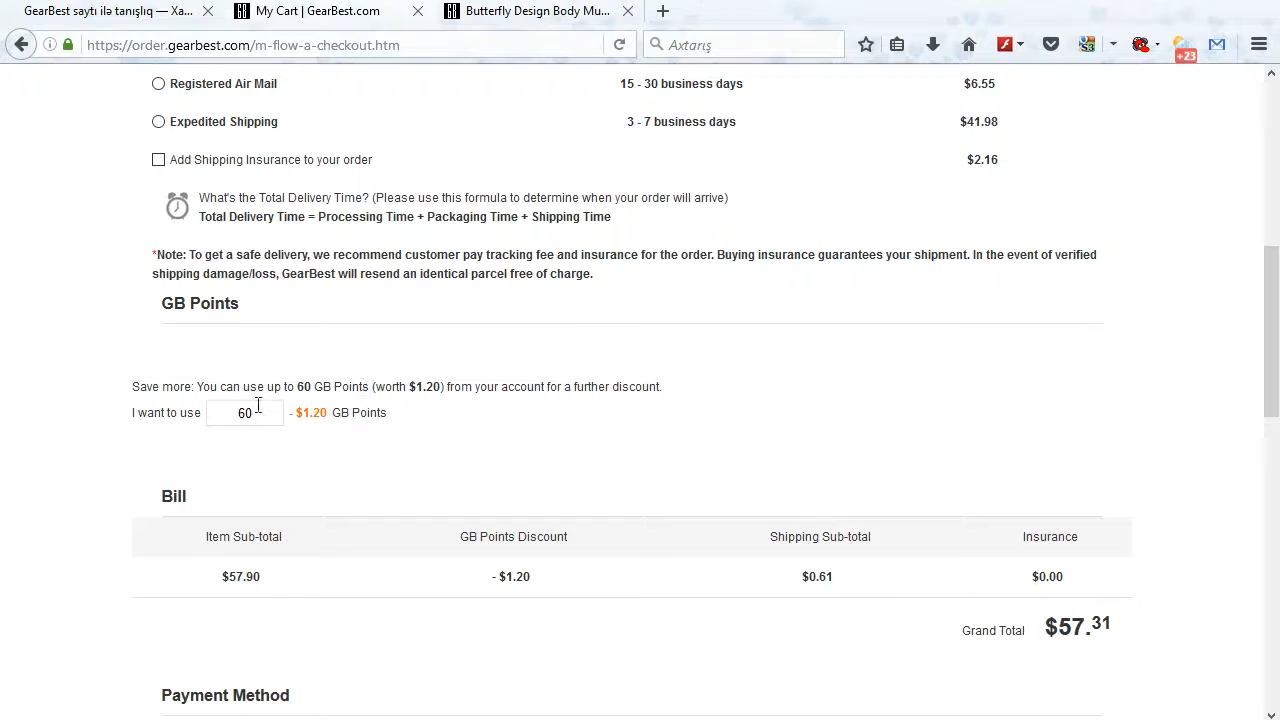 GearBest saytı ilə tanışlıq — Xa...
My Cart | GearBest.com
Butterfly Design Body Mu...
https://order.gearbest.com/m-flow-a-checkout.htm
Axtarış
+23
Registered Air Mail 15 - 30 business days $6.55
Expedited Shipping 3 - 7 business days $41.98
Add Shipping Insurance to your order $2.16
What's the Total Delivery Time? (Please use this formula to determine when your order will arrive)
Total Delivery Time = Processing Time + Packaging Time + Shipping Time
*Note: To get a safe delivery, we recommend customer pay tracking fee and insurance for the order. Buying insurance guarantees your shipment. In the event of verified
shipping damage/loss, GearBest will resend an identical parcel free of charge.
GB Points
Save more: You can use up to 60 GB Points (worth $1.20) from your account for a further discount.
I want to use 60 - $1.20 GB Points
Bill
Item Sub-total GB Points Discount Shipping Sub-total Insurance
$57.90 - $1.20 $0.61 $0.00
Grand Total $57.31
Payment Method